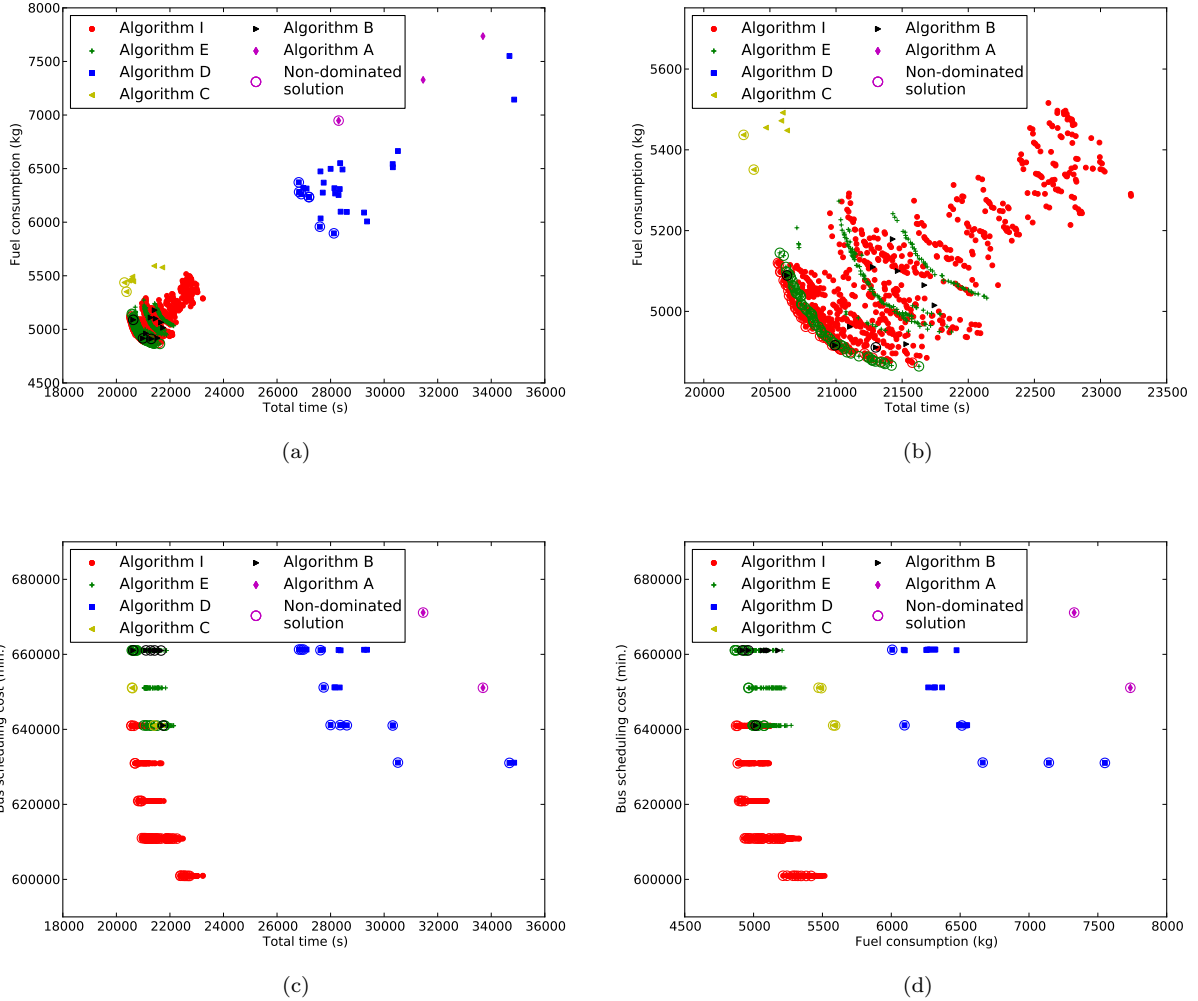 8000
7500
7000
6500
6000
5500
5000
4500
Fuel consumption (kg)
Algorithm I
Algorithm E
Algorithm D
Algorithm C
Algorithm B
Algorithm A
Non-dominated
solution
18000 20000 22000 24000 26000 28000 30000 32000 34000 36000
Total time (s)
(a)
5600
5400
5200
5000
Fuel consumption (kg)
Algorithm I
Algorithm E
Algorithm D
Algorithm C
Algorithm B
Algorithm A
Non-dominated
solution
20000 20500 21000 21500 22000 22500 23000 23500
Total time (s)
(b)
680000
660000
640000
620000
600000
Bus scheduling cost (min.)
Algorithm I
Algorithm E
Algorithm D
Algorithm C
Algorithm B
Algorithm A
Non-dominated
solution
18000 20000 22000 24000 26000 28000 30000 32000 34000 36000
Total time (s)
(c)
680000
660000
640000
620000
600000
Bus scheduling cost (min.)
Algorithm I
Algorithm E
Algorithm D
Algorithm C
Algorithm B
Algorithm A
Non-dominated
solution
4500 5000 5500 6000 6500 7000 7500 8000
Fuel consumption (kg)
(d)